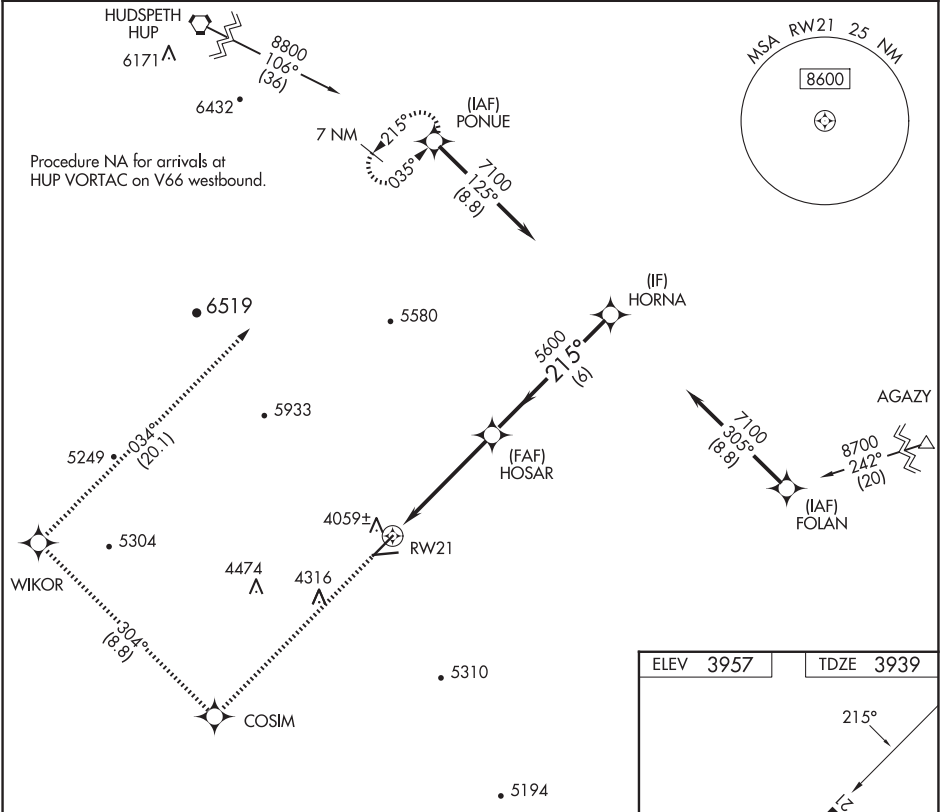 HUDSPETH
HUP
6171
8800
106°
(36)
6432
7 NM
215°
035°
(IAF)
PONUE
7100
125°
(8.8)
MSA RW21 25 NM
8600
Procedure NA for arrivals at
HUP VORTAC on V66 westbound.
6519
5580
(IF)
HORNA
5600
215°
(6)
5933
034°
(20.1)
5249
(FAF)
HOSAR
7100
305°
(8.8)
AGAZY
8700
242°
(20)
(IAF)
FOLAN
4059±
RW21
5304
WIKOR
4474
4316
304°
(8.8)
COSIM
5310
5194
ELEV 3957
TDZE 3939
215°
21